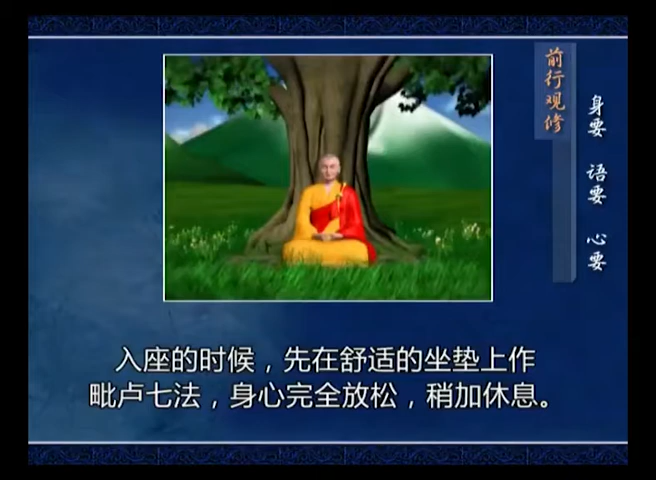 前行观修
身要 语要 心要
入座的时候，先在舒适的坐垫上作
毗卢七法，身心完全放松，稍加休息。